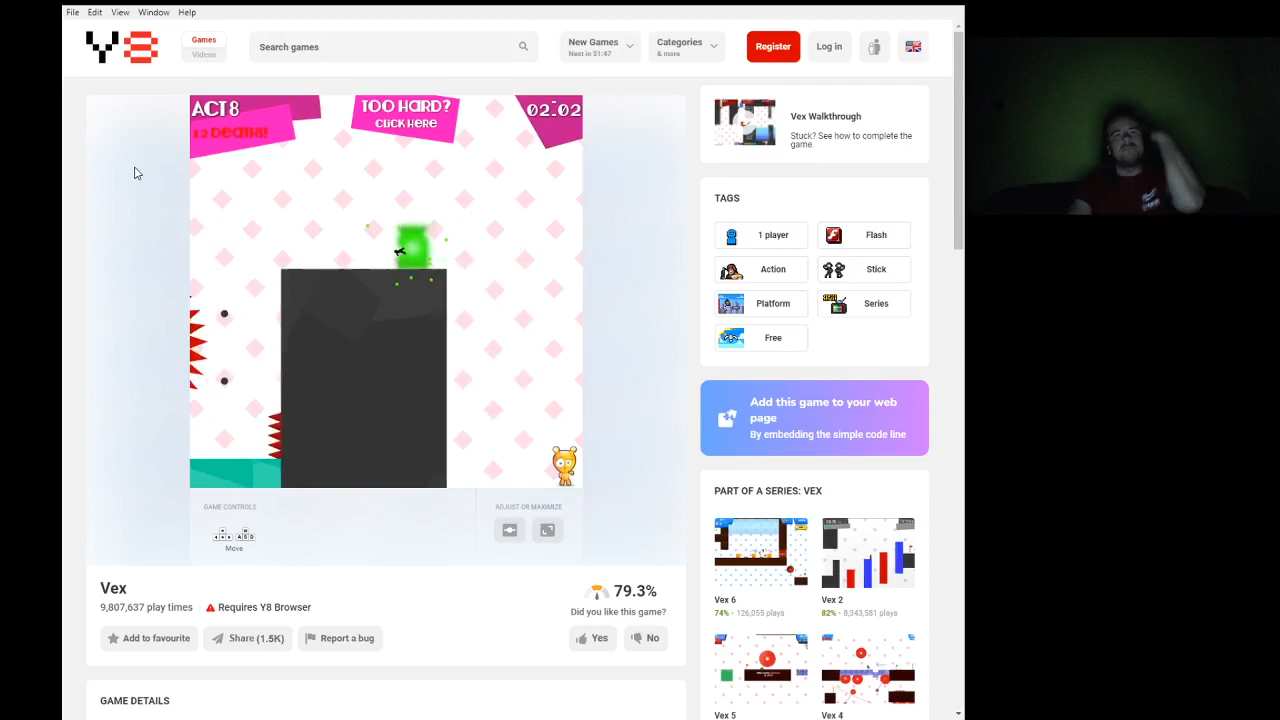 File Edit View Window Help
Y8
Games
Videos
Search games
New Games
Next in 51:47
Categories
& more
Register
Log in
ACT 8
12 DEATHS!
TOO HARD?
CLICK HERE
02:02
Vex Walkthrough
Stuck? See how to complete the
game.
TAGS
1 player
Flash
Action
Stick
Platform
Series
Free
Add this game to your web
page
By embedding the simple code line
GAME CONTROLS
Move
ADJUST OR MAXIMIZE
PART OF A SERIES: VEX
Vex 6
74% • 126,055 plays
Vex 2
82% • 8,343,581 plays
Vex 5
Vex 4
Vex
9,807,637 play times
Requires Y8 Browser
79.3%
Did you like this game?
Add to favourite
Share (1.5K)
Report a bug
Yes
No
GAME DETAILS